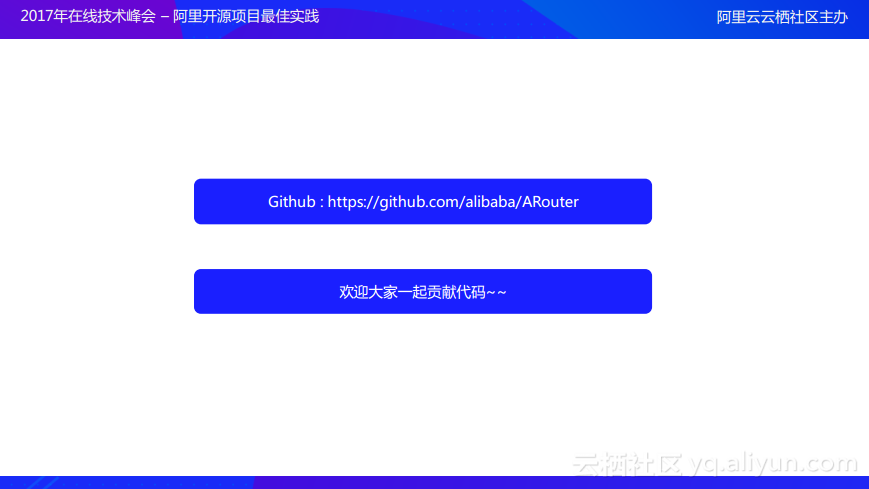 2017年在线技术峰会 – 阿里开源项目最佳实践
阿里云云栖社区主办
Github : https://github.com/alibaba/ARouter
欢迎大家一起贡献代码~~
云栖社区 yq.aliyun.com